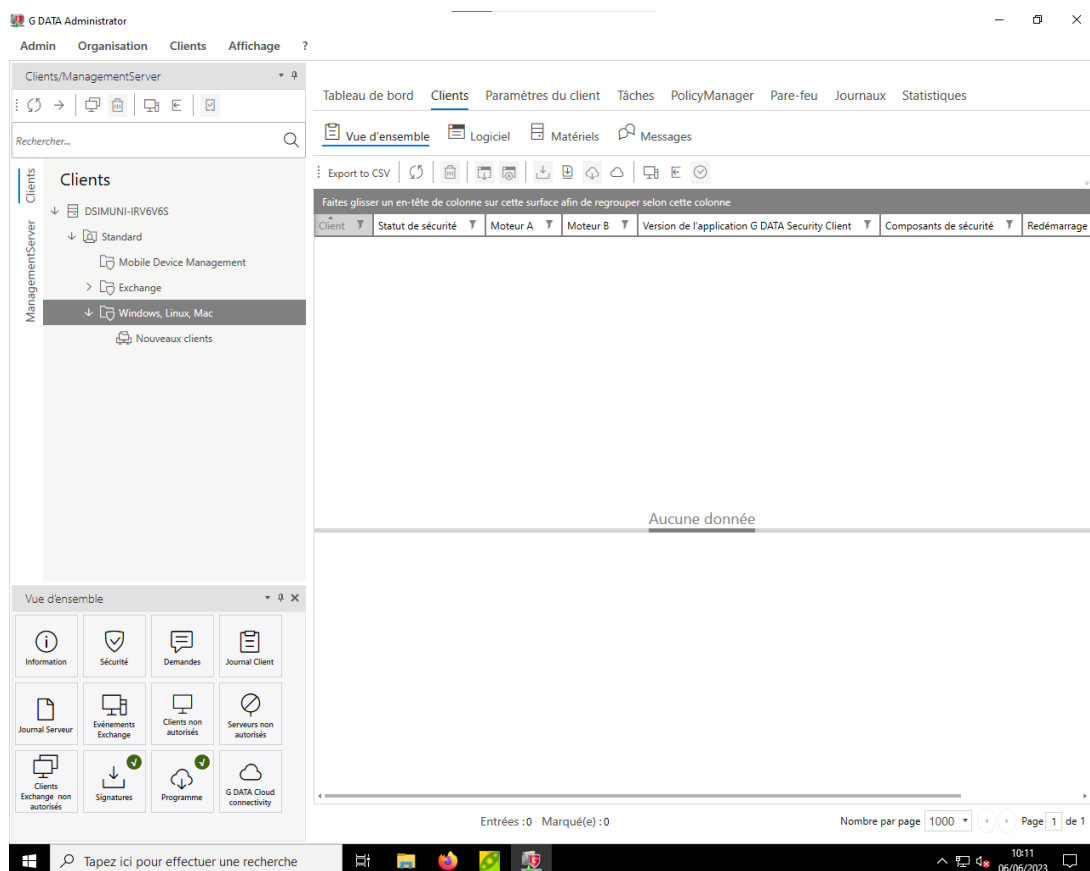 G DATA Administrator
Admin Organisation Clients Affichage ?
Clients/ManagementServer
Rechercher...
Clients
ManagementServer
Clients
DSIMUNI-IRV6V6S
Standard
Mobile Device Management
Exchange
Windows, Linux, Mac
Nouveaux clients
Tableau de bord Clients Paramètres du client Tâches PolicyManager Pare-feu Journaux Statistiques
Vue d'ensemble Logiciel Matériels Messages
Export to CSV
Faites glisser un en-tête de colonne sur cette surface afin de regrouper selon cette colonne
Client Statut de sécurité Moteur A Moteur B Version de l'application G DATA Security Client Composants de sécurité Redémarrage
Aucune donnée
Vue d'ensemble
Information
Sécurité
Demandes
Journal Client
Journal Serveur
Evénements
Exchange
Clients non
autorisés
Serveurs non
autorisés
Clients
Exchange non
autorisés
Signatures
Programme
G DATA Cloud
connectivity
Entrées : 0 Marqué(e) : 0
Nombre par page 1000 Page 1 de 1
Tapez ici pour effectuer une recherche
10:11
06/06/2023